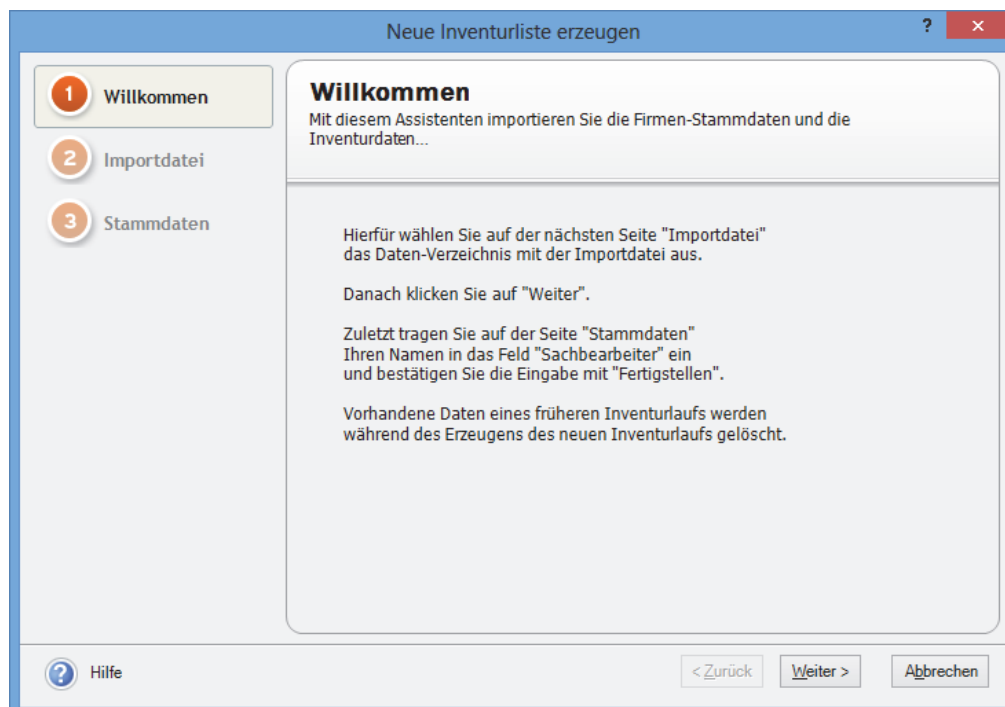 Neue Inventurliste erzeugen
?
1 Willkommen
2 Importdatei
3 Stammdaten
Willkommen
Mit diesem Assistenten importieren Sie die Firmen-Stammdaten und die
Inventurdaten...
Hierfür wählen Sie auf der nächsten Seite "Importdatei"
das Daten-Verzeichnis mit der Importdatei aus.
Danach klicken Sie auf "Weiter".
Zuletzt tragen Sie auf der Seite "Stammdaten"
Ihren Namen in das Feld "Sachbearbeiter" ein
und bestätigen Sie die Eingabe mit "Fertigstellen".
Vorhandene Daten eines früheren Inventurlaufs werden
während des Erzeugens des neuen Inventurlaufs gelöscht.
? Hilfe
< Zurück
Weiter >
Abbrechen